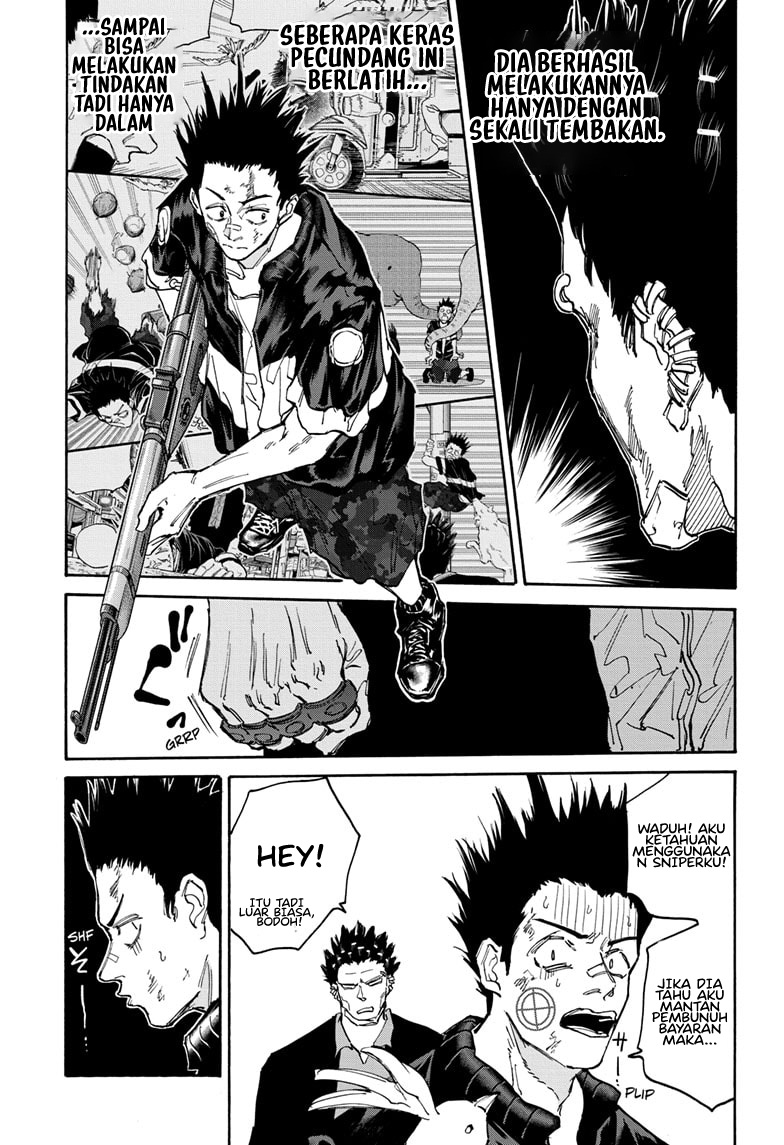 DIA BERHASIL
MELAKUKANNYA
HANYA DENGAN
SEKALI TEMBAKAN.
SEBERAPA KERAS
PECUNDANG INI
BERLATIH...
...SAMPAI
BISA
MELAKUKAN
TINDAKAN
TADI HANYA
DALAM
GRRP
WADUH! AKU
KETAHUAN
MENGGUNAKA
N SNIPERKU!
JIKA DIA
TAHU AKU
MANTAN
PEMBUNUH
BAYARAN
MAKA...
PLIP
HEY!
ITU TADI
LUAR BIASA,
BODOH!
SHF